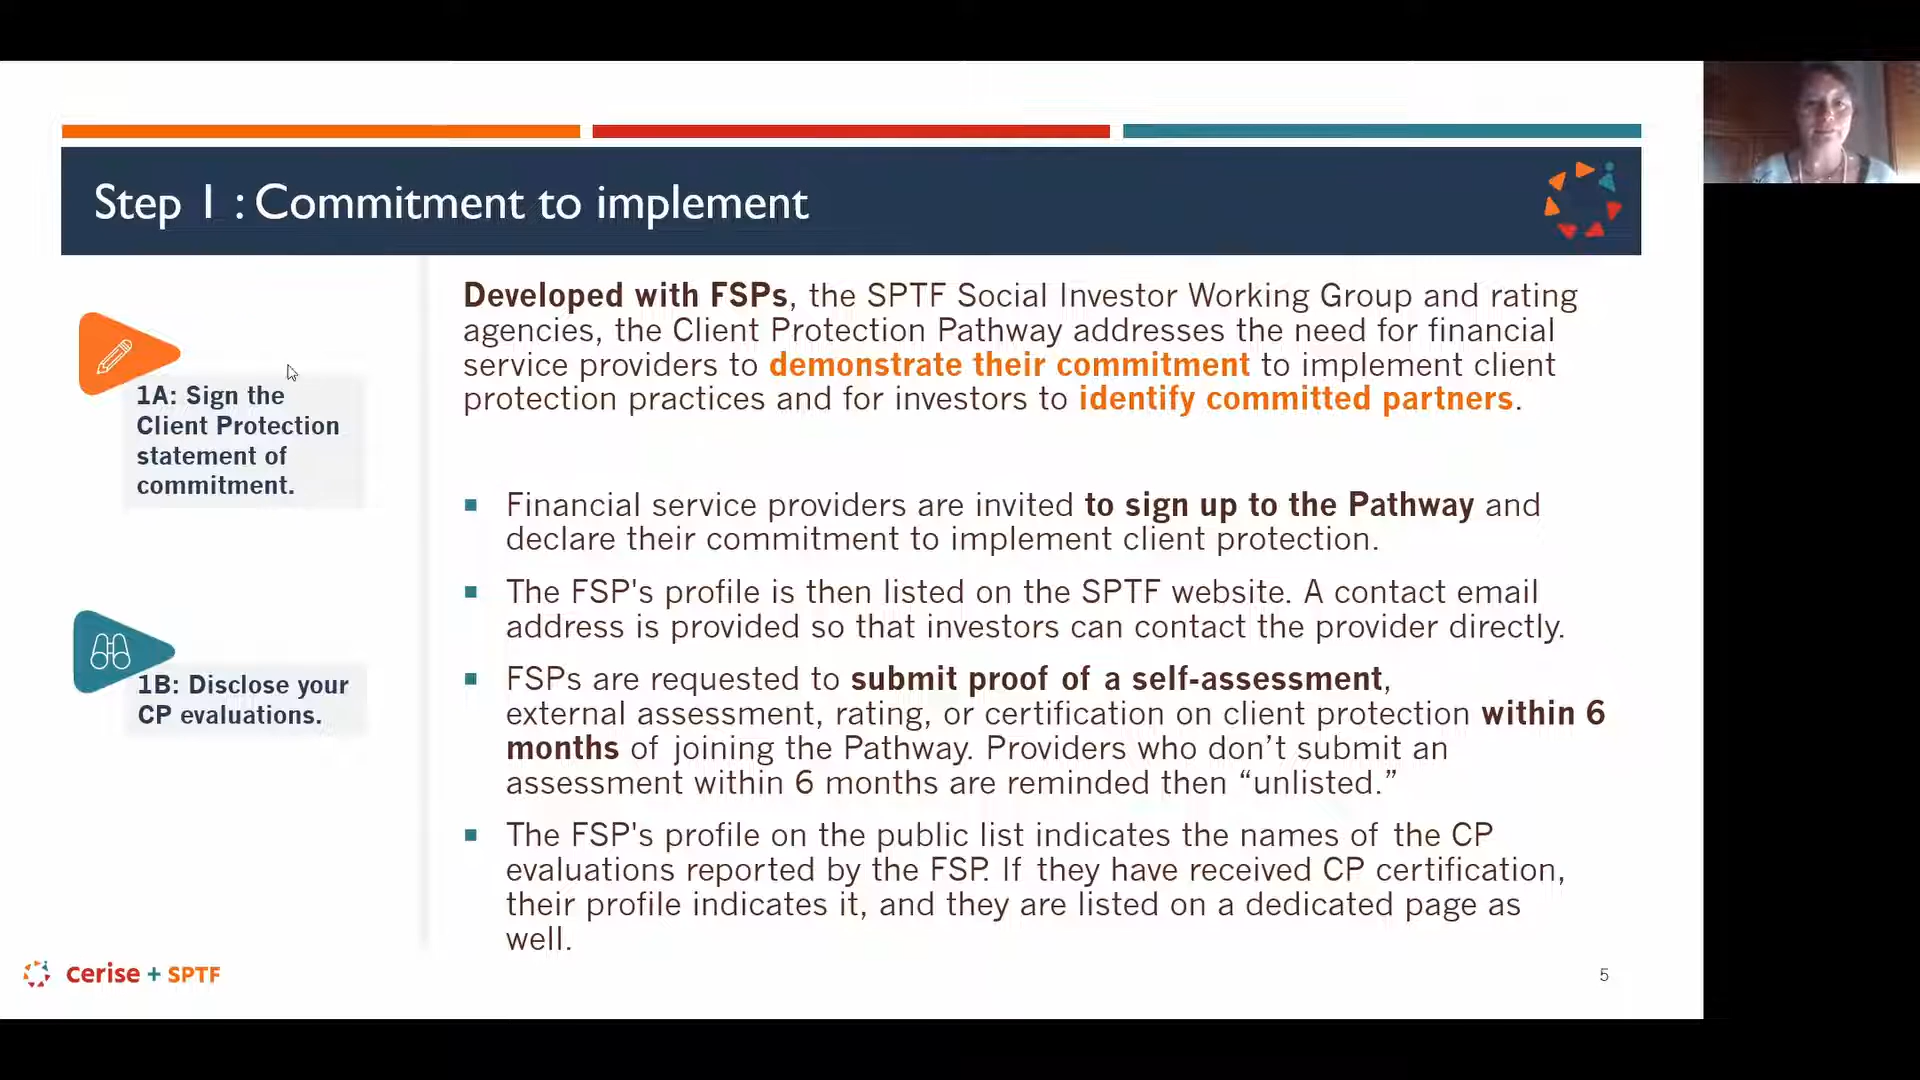 Step 1 : Commitment to implement
1A: Sign the
Client Protection
statement of
commitment.
1B: Disclose your
CP evaluations.
Developed with FSPs, the SPTF Social Investor Working Group and rating
agencies, the Client Protection Pathway addresses the need for financial
service providers to demonstrate their commitment to implement client
protection practices and for investors to identify committed partners.
▪ Financial service providers are invited to sign up to the Pathway and
declare their commitment to implement client protection.
▪ The FSP's profile is then listed on the SPTF website. A contact email
address is provided so that investors can contact the provider directly.
▪ FSPs are requested to submit proof of a self-assessment,
external assessment, rating, or certification on client protection within 6
months of joining the Pathway. Providers who don’t submit an
assessment within 6 months are reminded then “unlisted.”
▪ The FSP's profile on the public list indicates the names of the CP
evaluations reported by the FSP. If they have received CP certification,
their profile indicates it, and they are listed on a dedicated page as
well.
cerise + SPTF
5